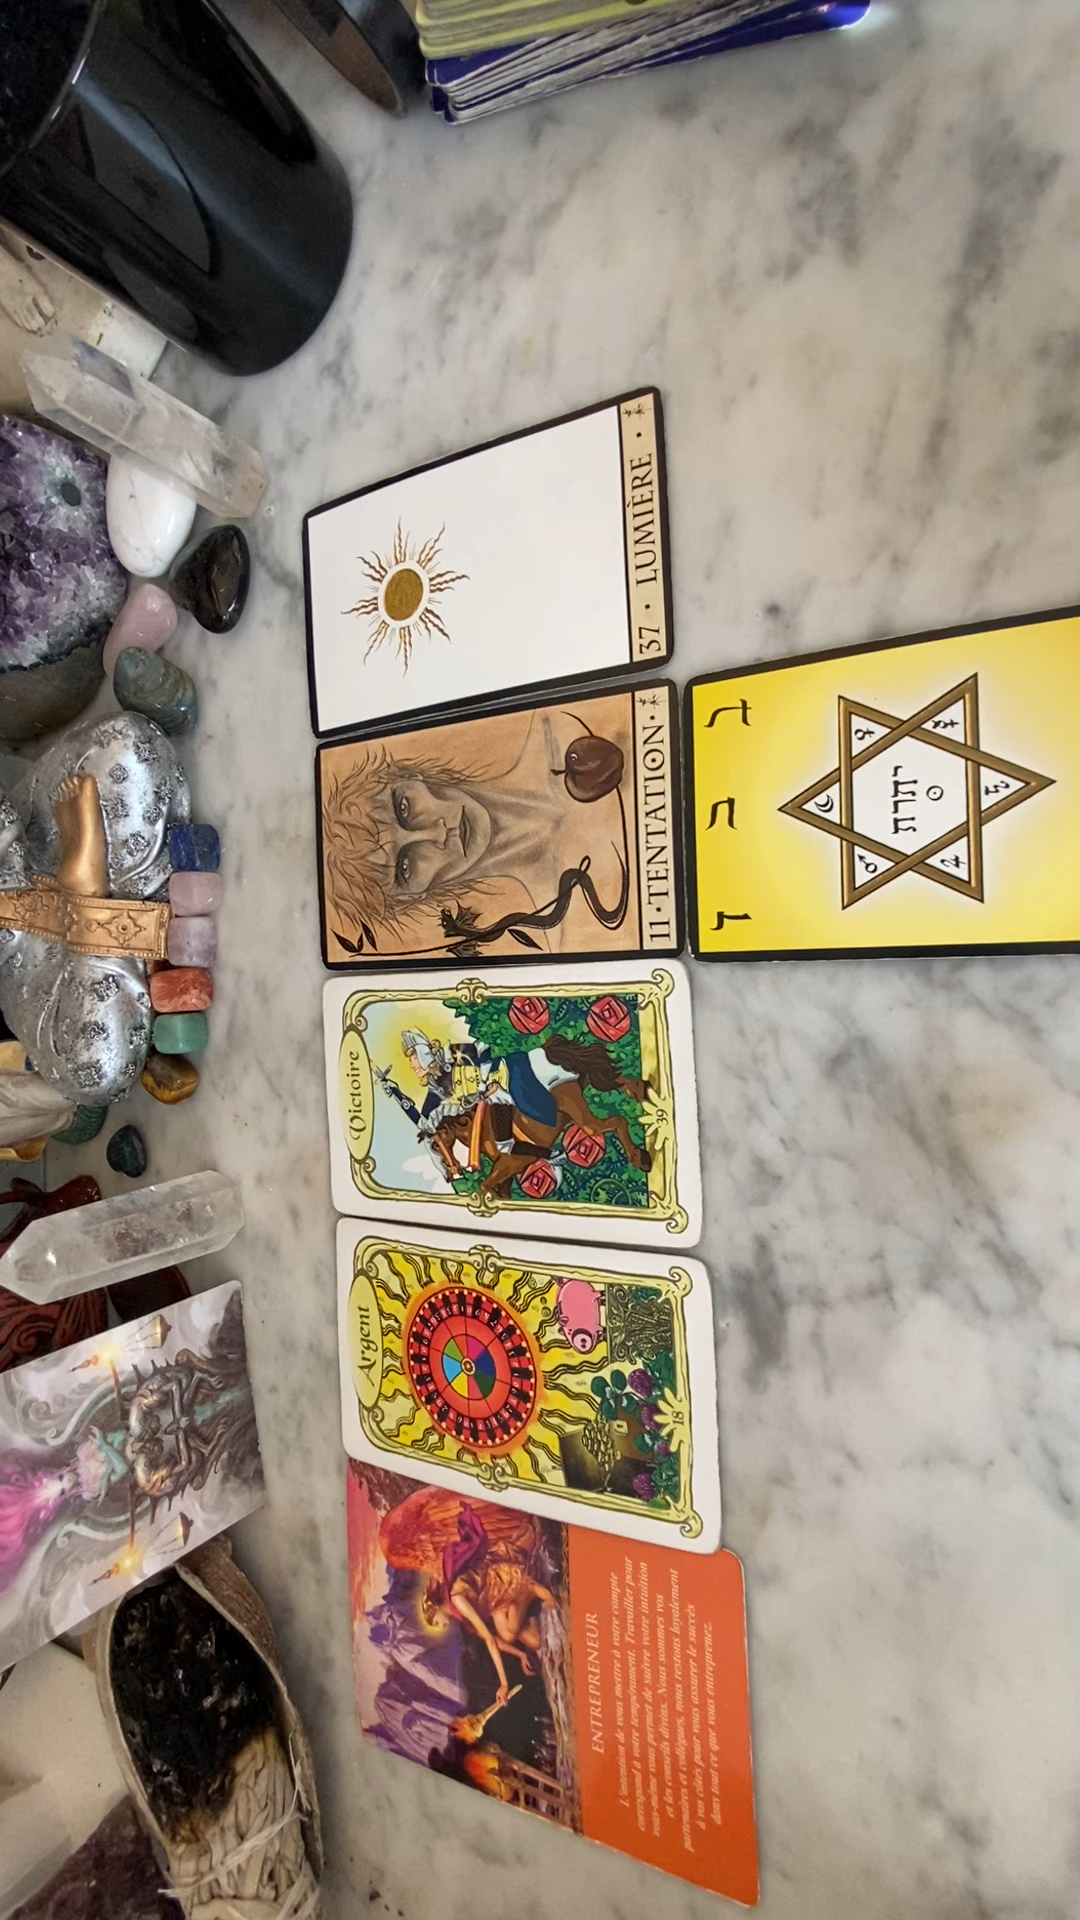 ENTREPRENEUR
L'intention de vous mettre à votre compte
correspond à votre tempérament. Travailler pour
vous-même vous permet de suivre votre intuition
et les conseils divins. Nous sommes vos
partenaires et collègues, nous restons loyalement
à vos côtés pour vous assurer le succès
dans tout ce que vous entreprenez.
Argent
18
Victoire
39
11 · TENTATION ·
37 · LUMIÈRE ·